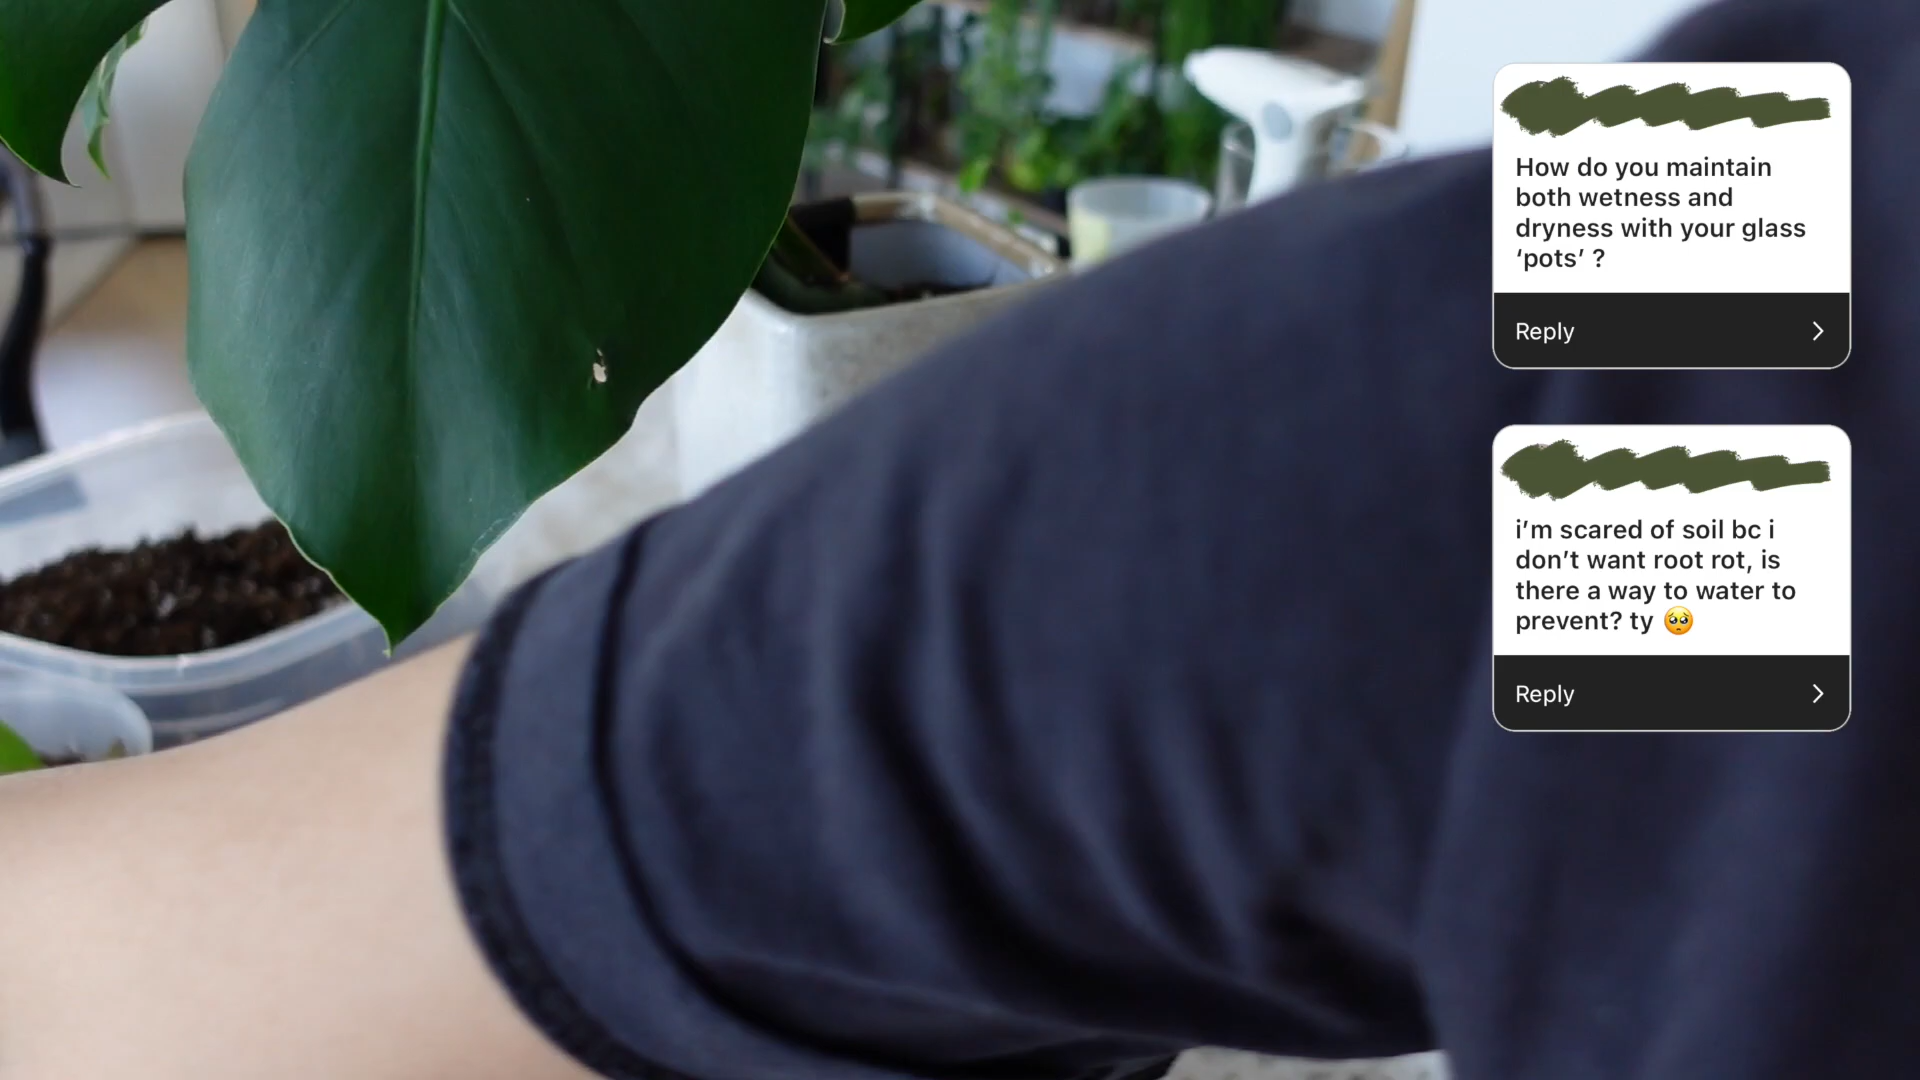 How do you maintain
both wetness and
dryness with your glass
‘pots’ ?
Reply
i’m scared of soil bc i
don’t want root rot, is
there a way to water to
prevent? ty 🥺
Reply